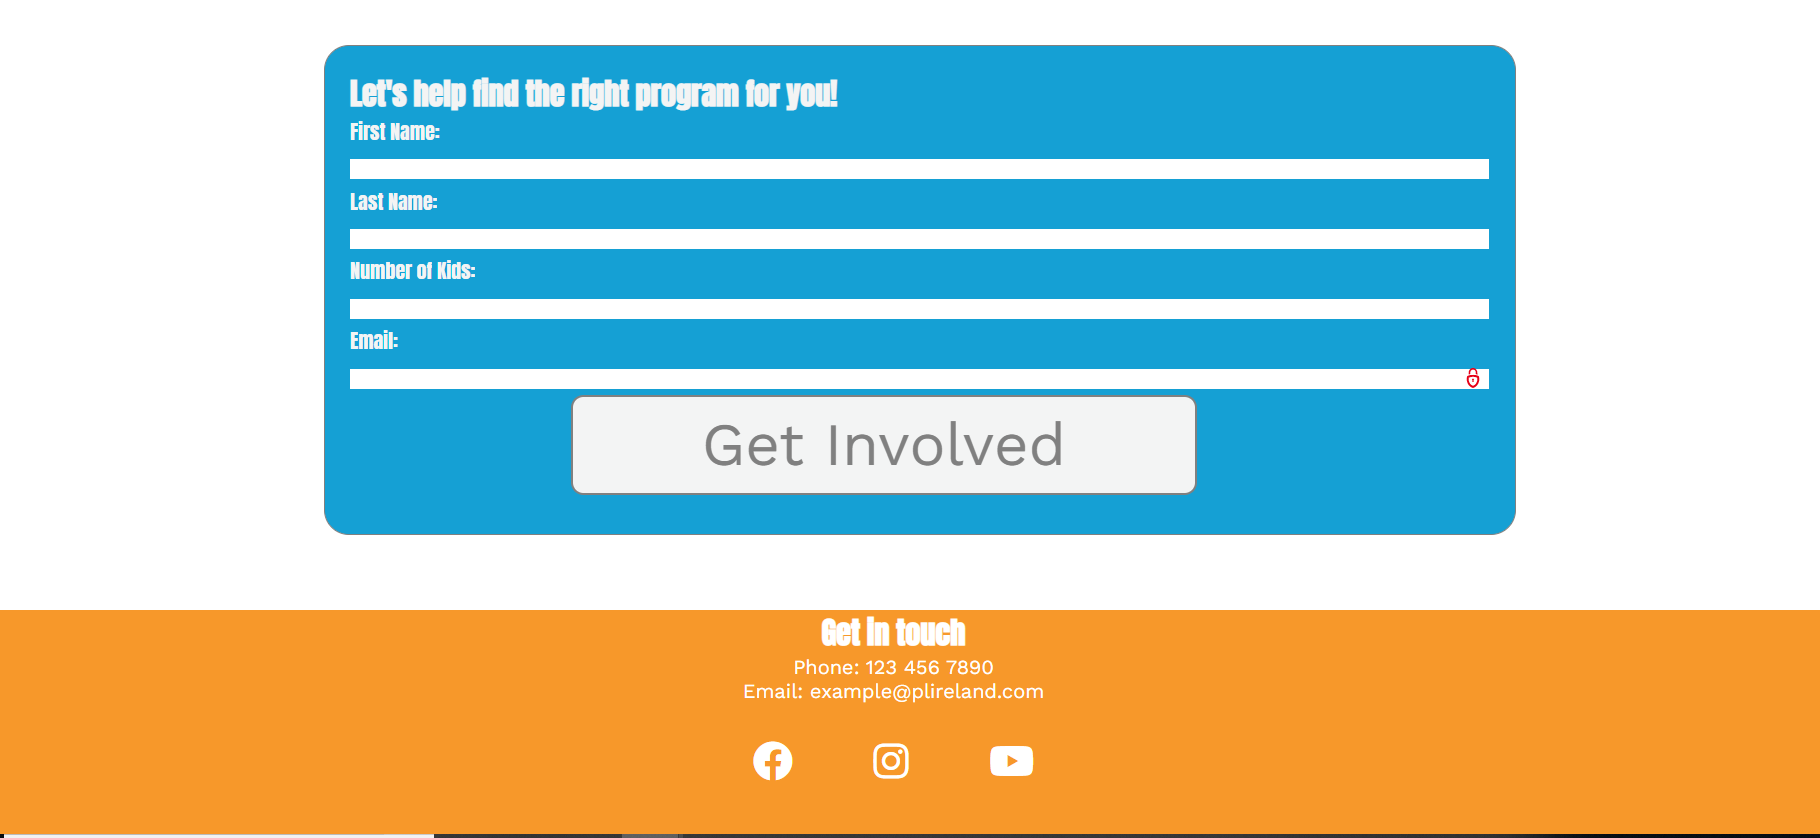 Let's help find the right program for you!
First Name:
Last Name:
Number of Kids:
Email:
Get Involved
Get in touch
Phone: 123 456 7890
Email: example@plireland.com